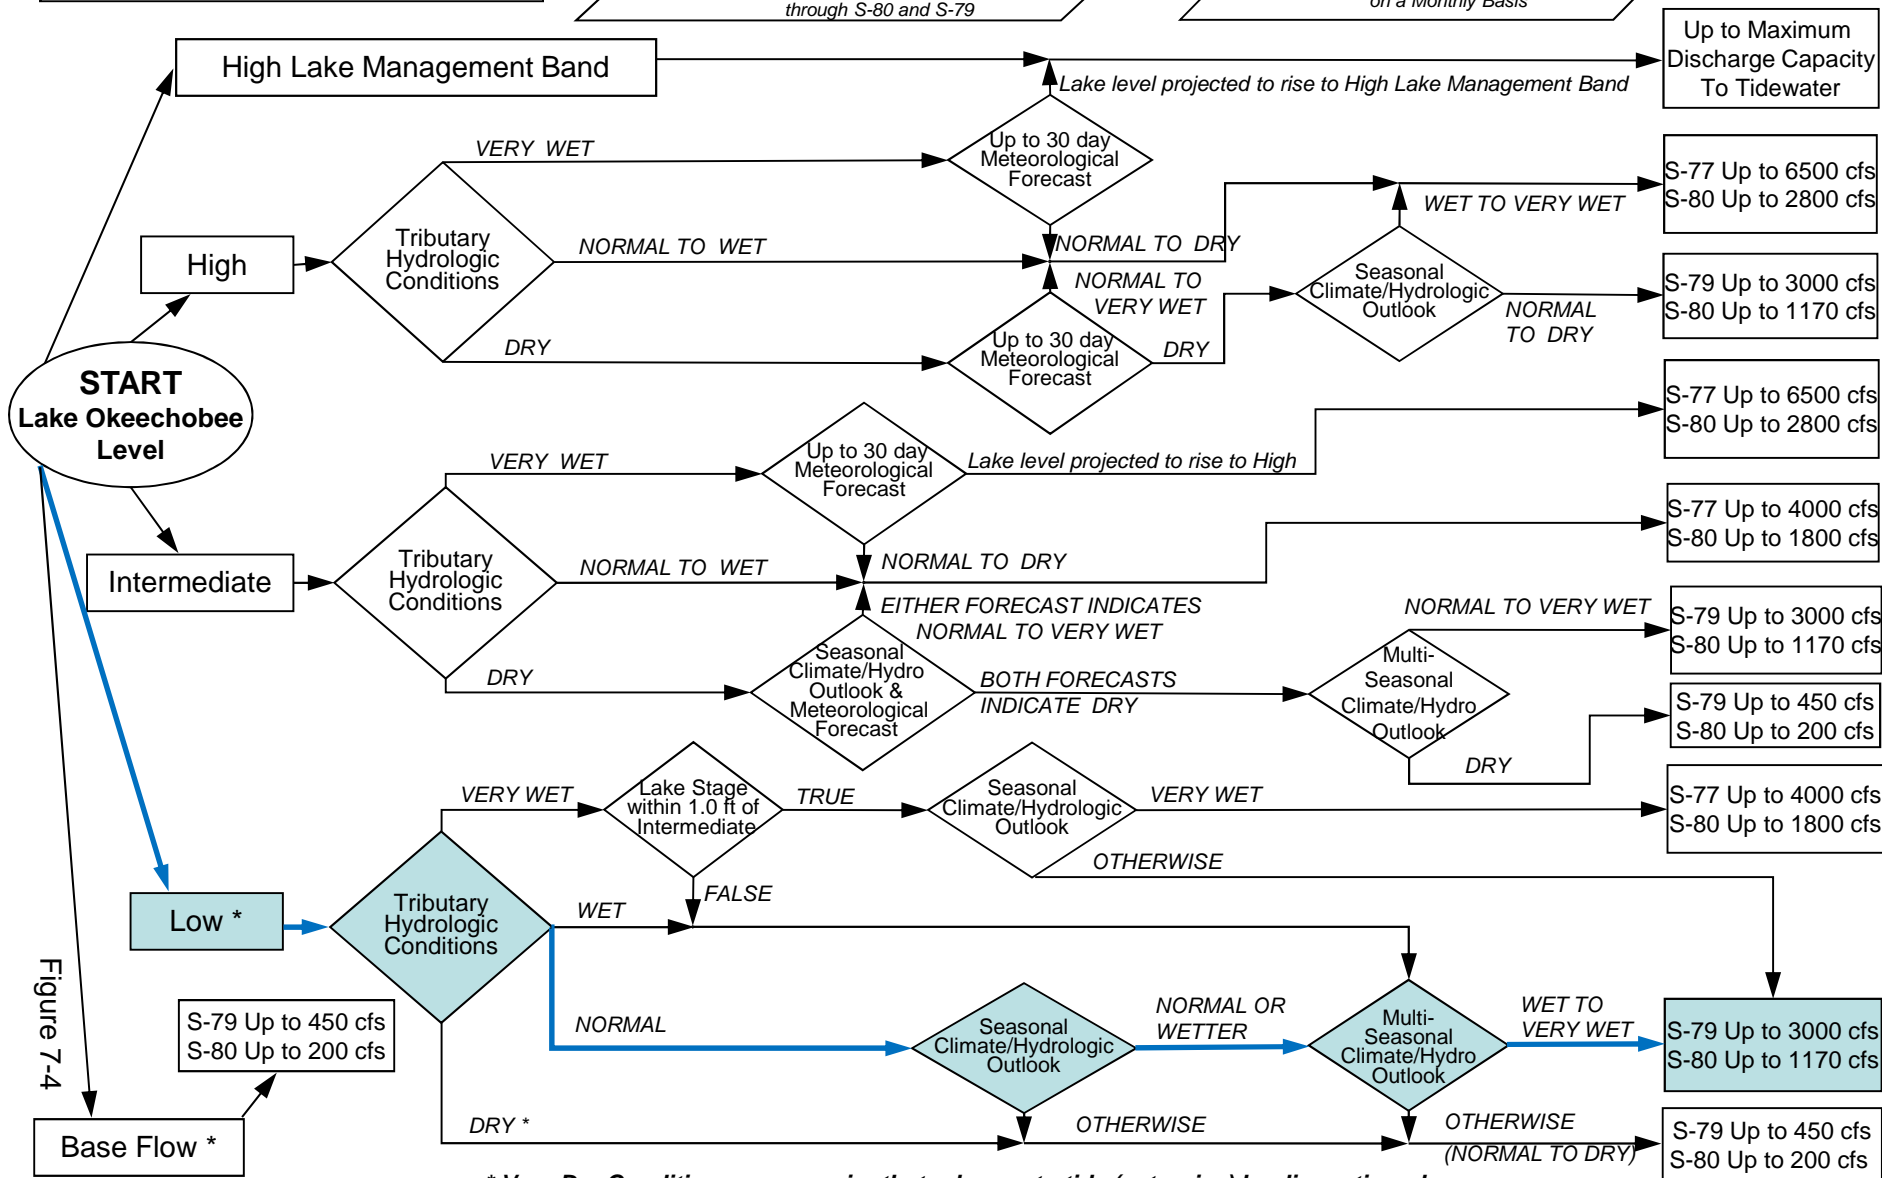 through S-80 and S-79
on a Monthly Basis
High Lake Management Band
Lake level projected to rise to High Lake Management Band
Up to Maximum
Discharge Capacity
To Tidewater
VERY WET
Up to 30 day
Meteorological
Forecast
S-77 Up to 6500 cfs
S-80 Up to 2800 cfs
WET TO VERY WET
High
Tributary
Hydrologic
Conditions
NORMAL TO WET
NORMAL TO DRY
NORMAL TO
VERY WET
Seasonal
Climate/Hydrologic
Outlook
NORMAL
TO DRY
S-79 Up to 3000 cfs
S-80 Up to 1170 cfs
DRY
Up to 30 day
Meteorological
Forecast
DRY
START
Lake Okeechobee
Level
VERY WET
Up to 30 day
Meteorological
Forecast
Lake level projected to rise to High
S-77 Up to 6500 cfs
S-80 Up to 2800 cfs
Intermediate
Tributary
Hydrologic
Conditions
NORMAL TO WET
NORMAL TO DRY
S-77 Up to 4000 cfs
S-80 Up to 1800 cfs
EITHER FORECAST INDICATES
NORMAL TO VERY WET
DRY
Seasonal
Climate/Hydro
Outlook &
Meteorological
Forecast
BOTH FORECASTS
INDICATE DRY
Multi-
Seasonal
Climate/Hydro
Outlook
NORMAL TO VERY WET
S-79 Up to 3000 cfs
S-80 Up to 1170 cfs
DRY
S-79 Up to 450 cfs
S-80 Up to 200 cfs
VERY WET
Lake Stage
within 1.0 ft of
Intermediate
TRUE
Seasonal
Climate/Hydrologic
Outlook
VERY WET
S-77 Up to 4000 cfs
S-80 Up to 1800 cfs
OTHERWISE
FALSE
Low *
Tributary
Hydrologic
Conditions
WET
NORMAL
Seasonal
Climate/Hydrologic
Outlook
NORMAL OR
WETTER
Multi-
Seasonal
Climate/Hydro
Outlook
WET TO
VERY WET
S-79 Up to 3000 cfs
S-80 Up to 1170 cfs
Figure 7-4
S-79 Up to 450 cfs
S-80 Up to 200 cfs
Base Flow *
DRY *
OTHERWISE
OTHERWISE
(NORMAL TO DRY)
S-79 Up to 450 cfs
S-80 Up to 200 cfs